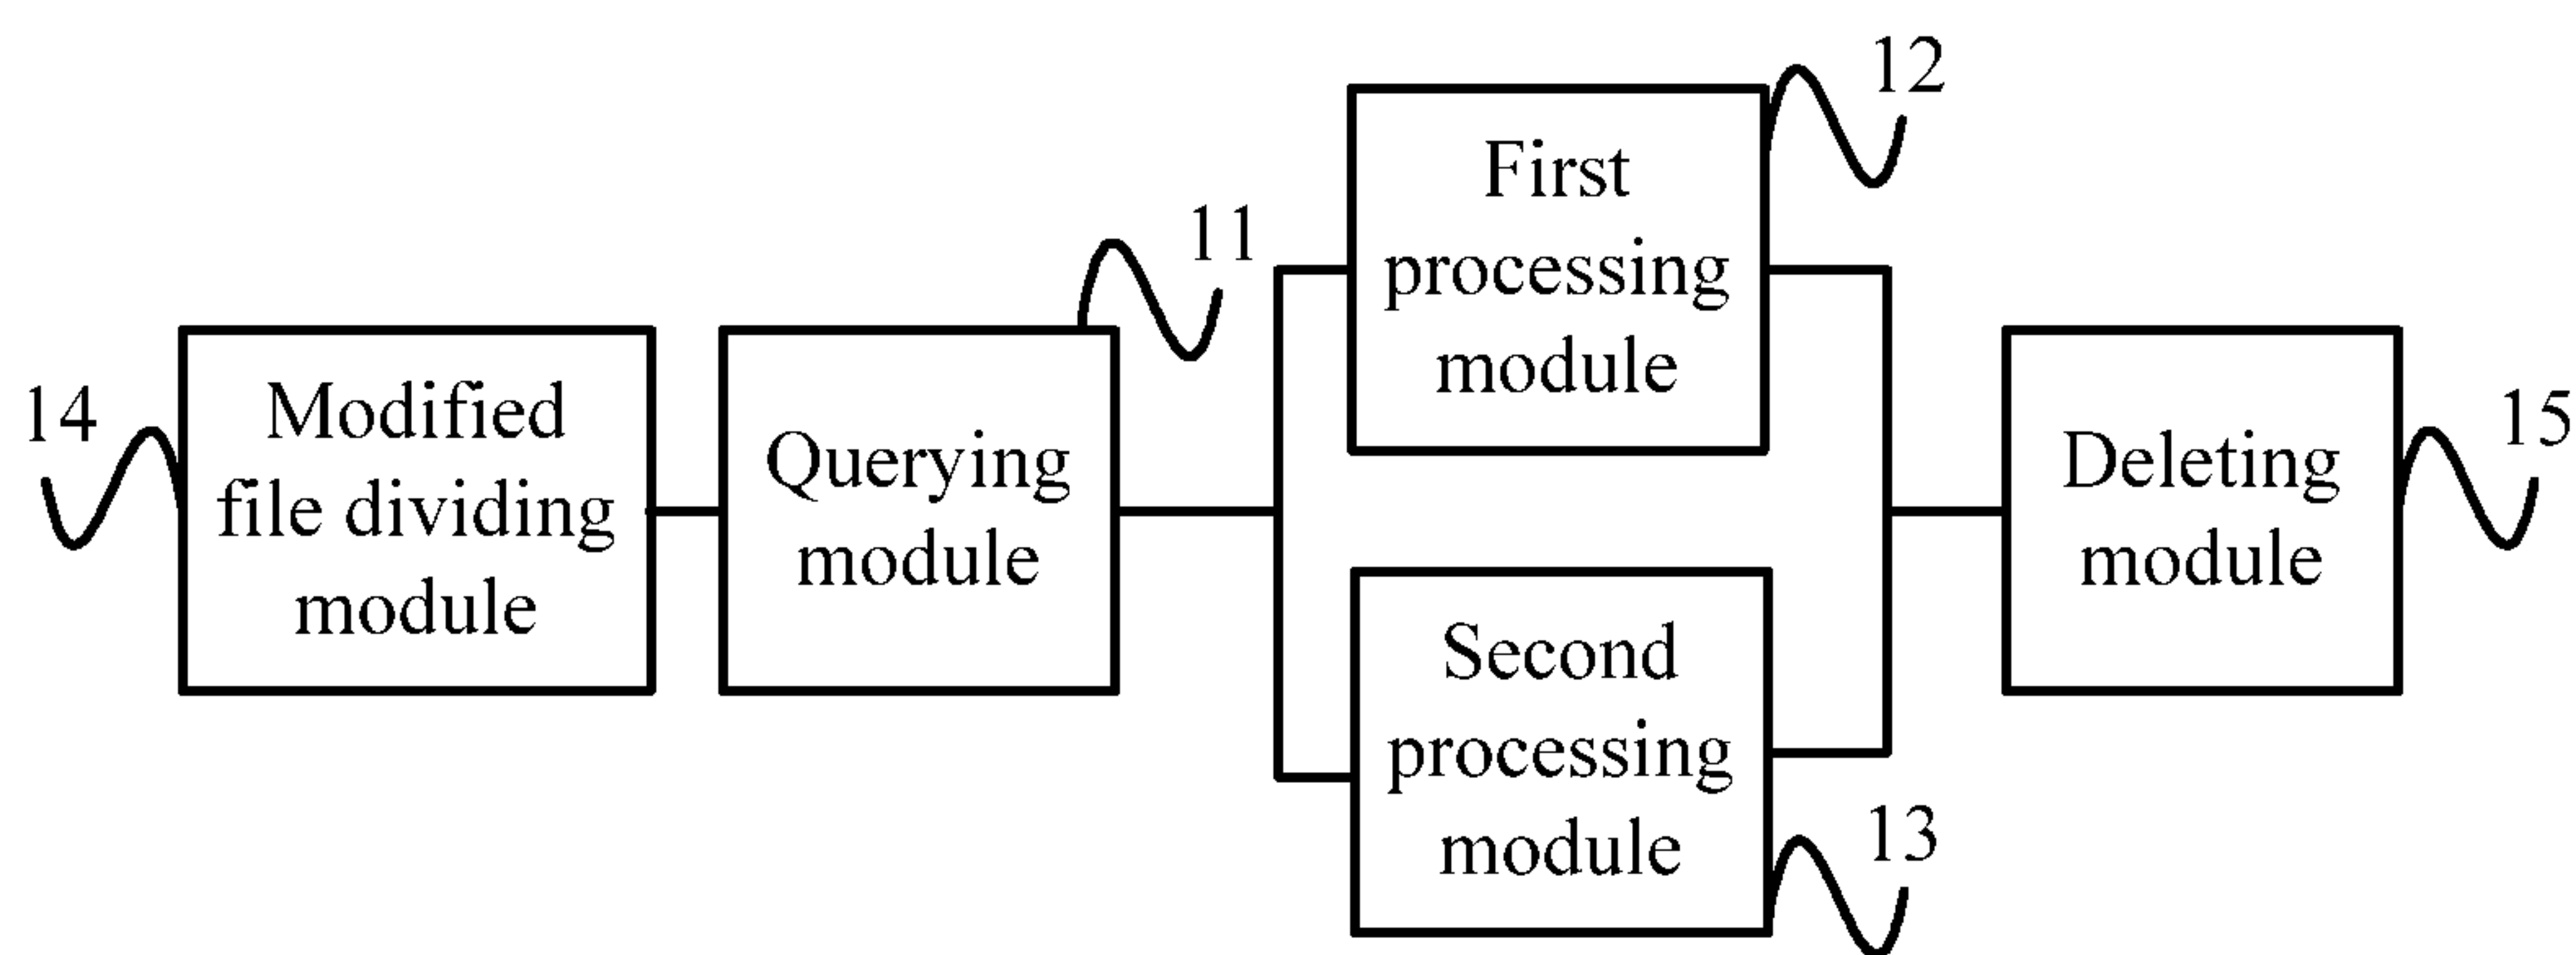 14
Modified
file dividing
module
11
Querying
module
12
First
processing
module
13
Second
processing
module
15
Deleting
module